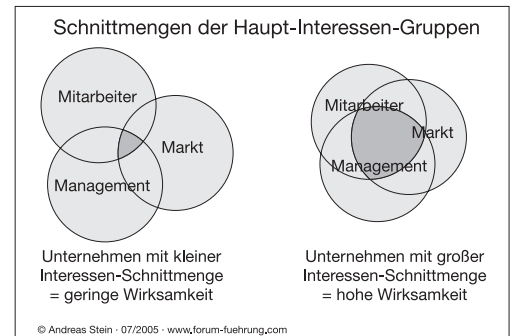 Schnittmengen der Haupt-Interessen-Gruppen
Mitarbeiter
Markt
Management
Unternehmen mit kleiner
Interessen-Schnittmenge
= geringe Wirksamkeit
Mitarbeiter
Markt
Management
Unternehmen mit großer
Interessen-Schnittmenge
= hohe Wirksamkeit
© Andreas Stein · 07/2005 · www.forum-fuehrung.com